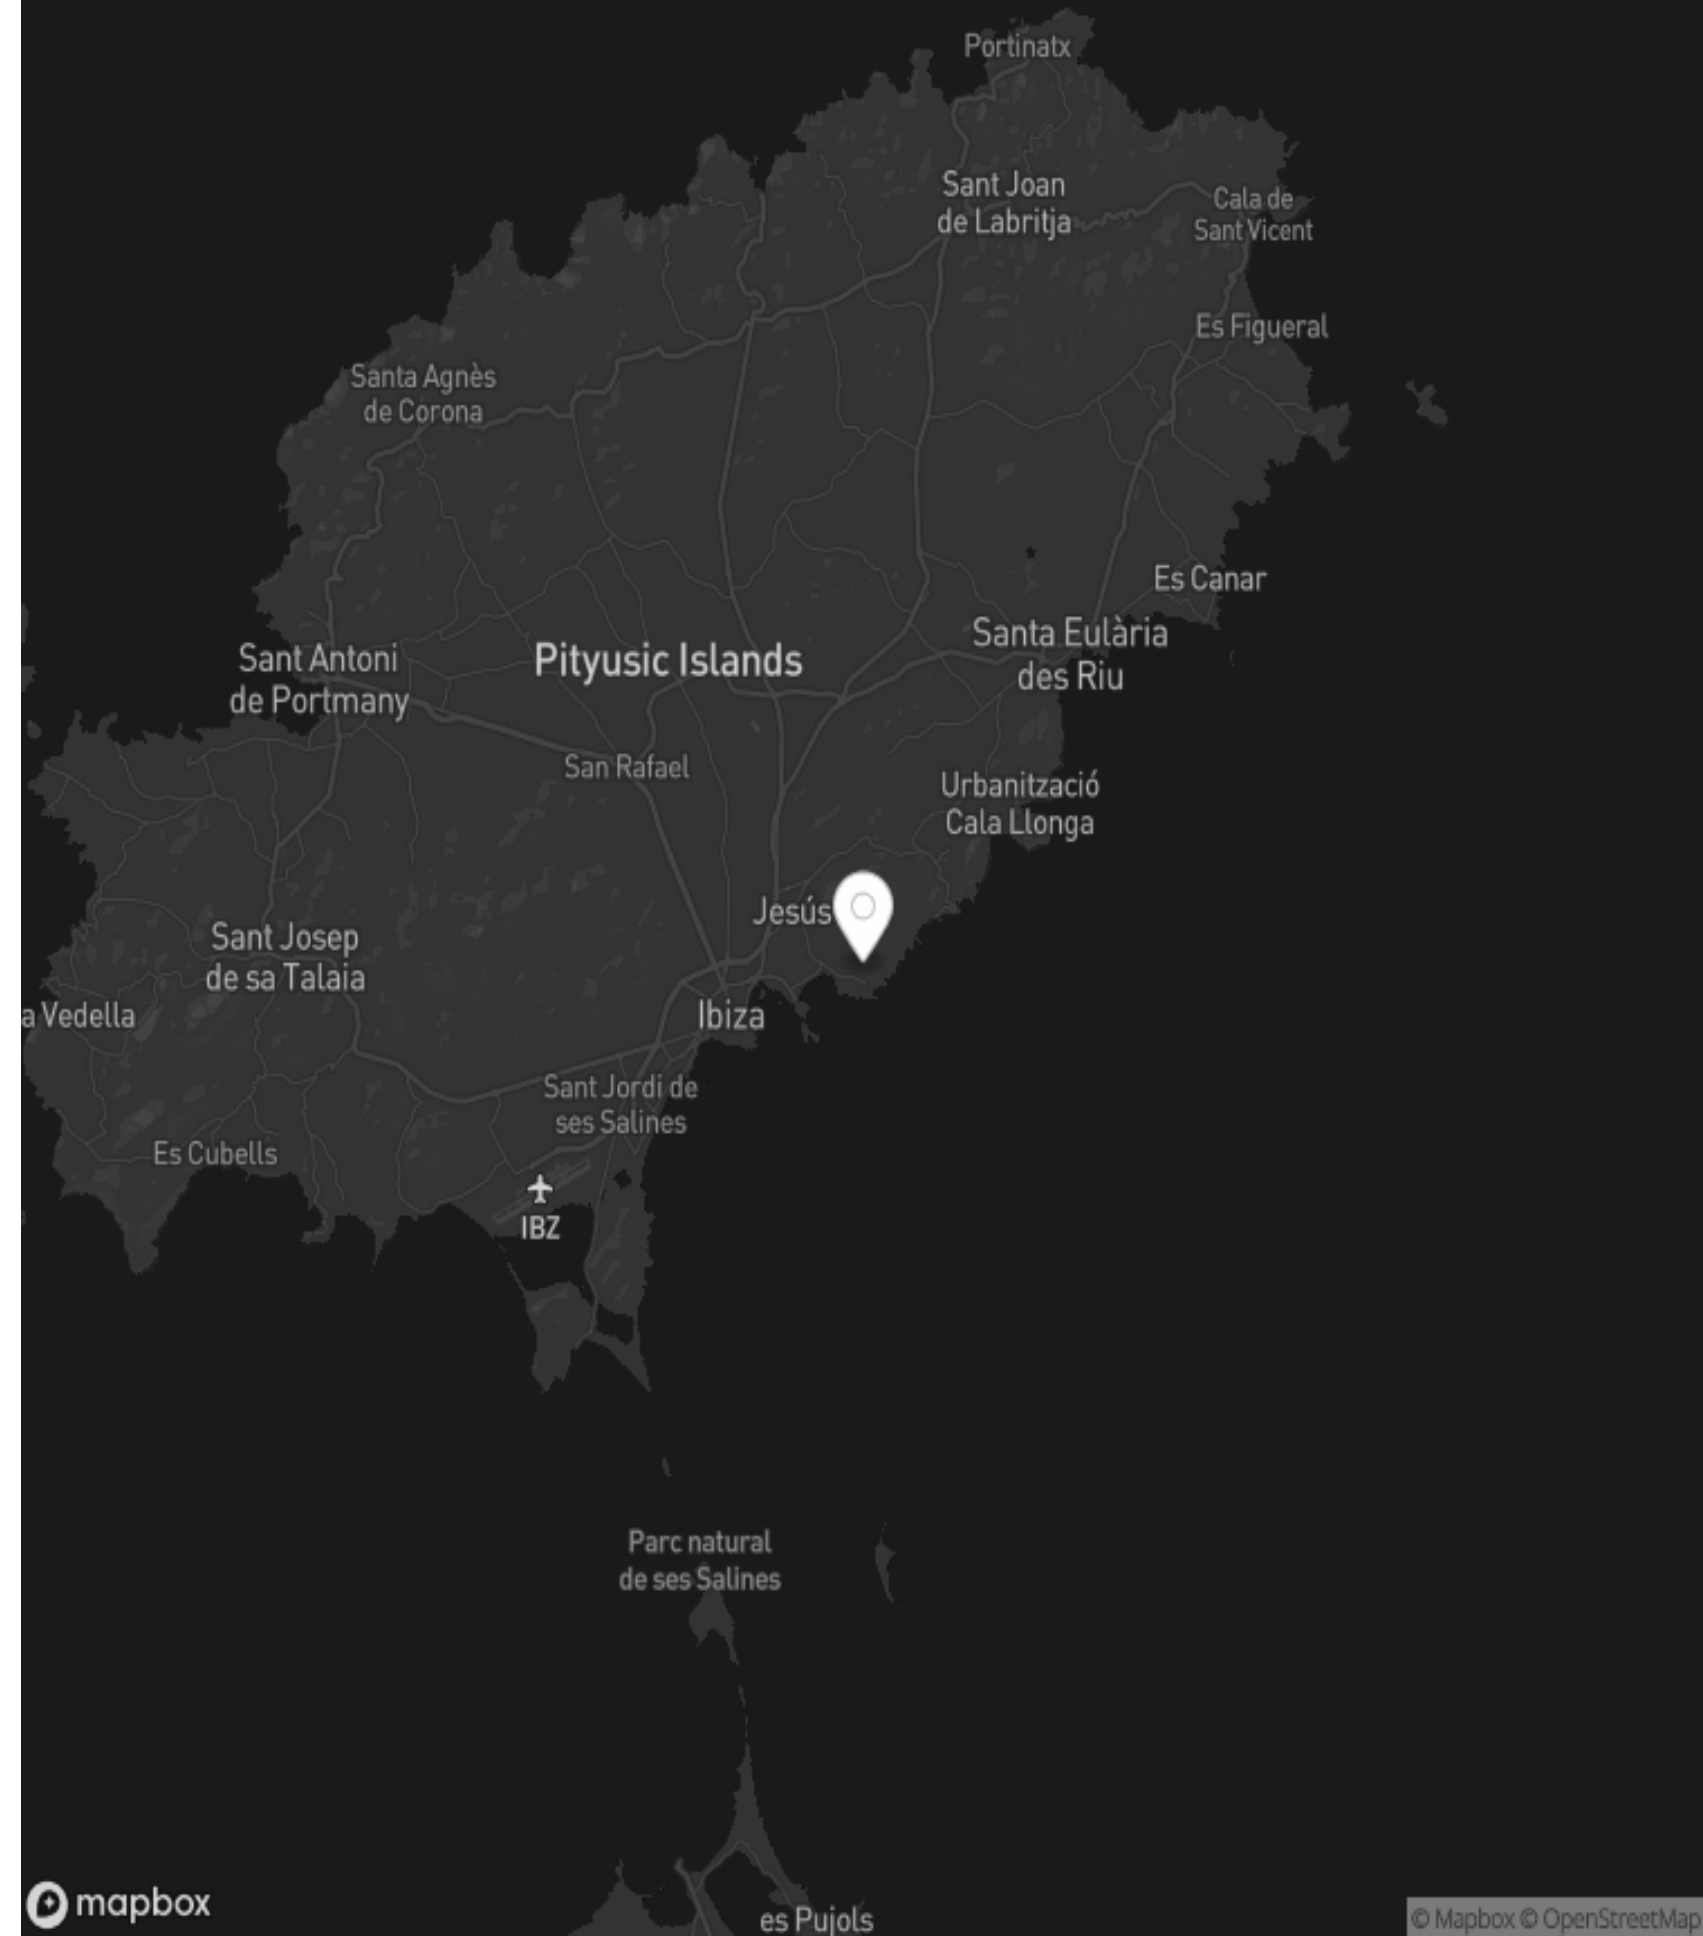 Portinatx
Sant Joan
de Labritja
Cala de
Sant Vicent
Es Figueral
Santa Agnès
de Corona
Es Canar
Santa Eulària
des Riu
Sant Antoni
de Portmany
Pityusic Islands
San Rafael
Urbanització
Cala Llonga
Jesús
Sant Josep
de sa Talaia
a Vedella
Ibiza
Sant Jordi de
ses Salines
Es Cubells
IBZ
Parc natural
de ses Salines
es Pujols
mapbox
© Mapbox © OpenStreetMap